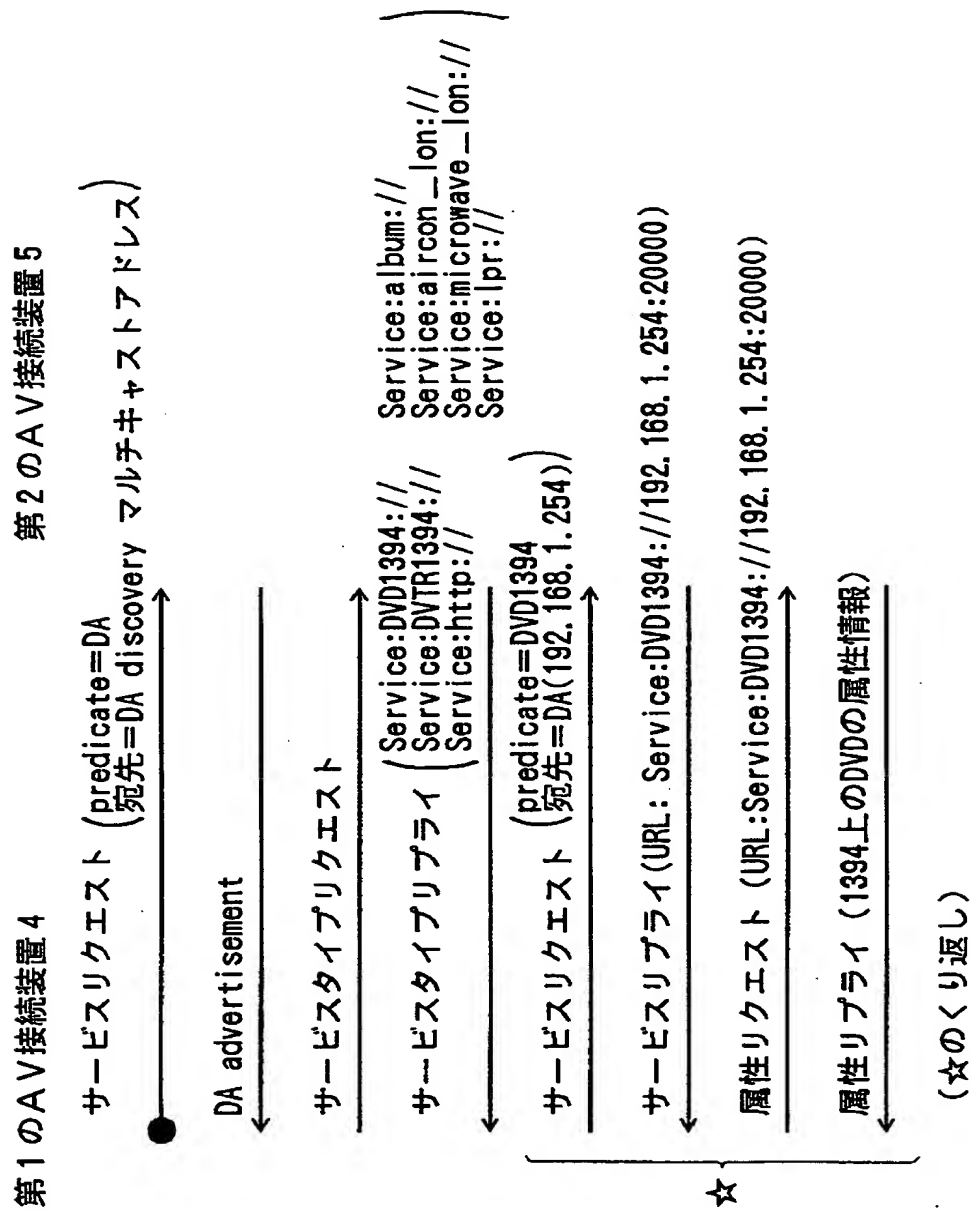 第1のAV接続装置4
第2のAV接続装置5
サービスリクエスト (predicate=DA
宛先=DA discovery マルチキャストアドレス)
DA advertisement
サービスタイプリクエスト
サービスタイプリプライ
(Service:DVD1394://
Service:DVTR1394://
Service:http://
Service:album://
Service:aircon_lon://
Service:microwave_lon://
Service:lpr://)
サービスリクエスト (predicate=DVD1394
宛先=DA(192.168.1.254))
サービスリプライ(URL: Service:DVD1394://192.168.1.254:20000)
属性リクエスト (URL:Service:DVD1394://192.168.1.254:20000)
属性リプライ (1394上のDVDの属性情報)
☆
(☆のくり返し)